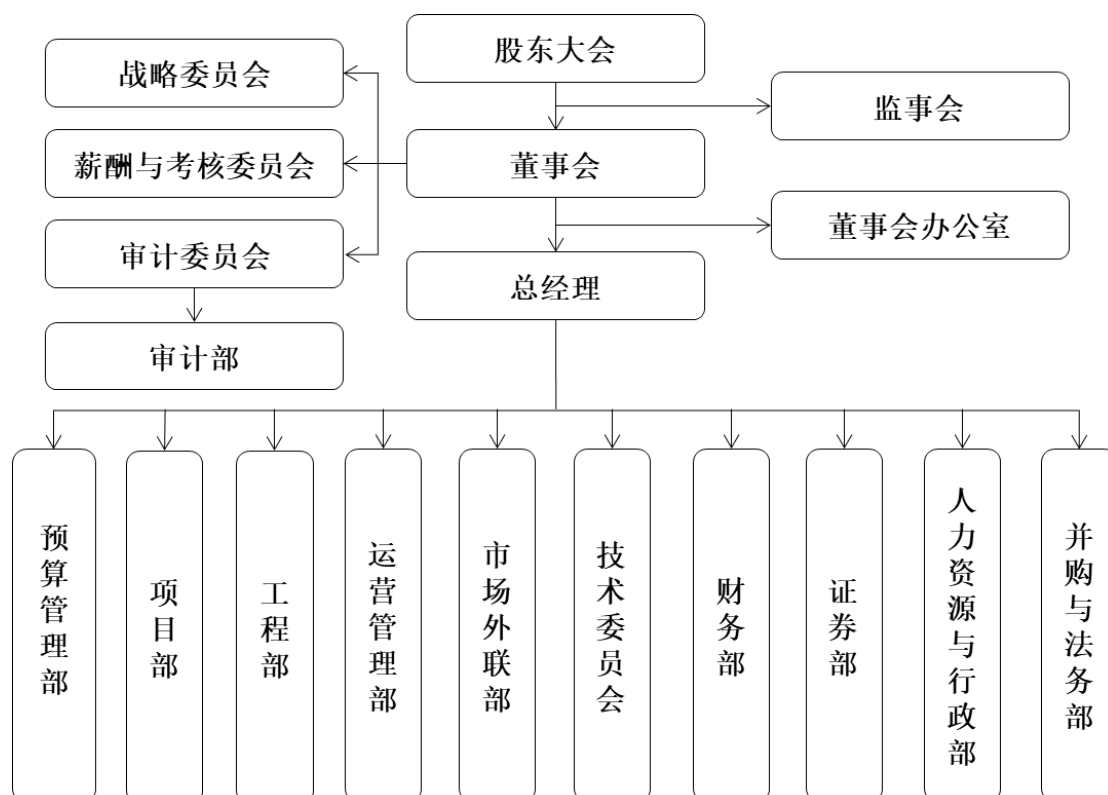 股东大会
战略委员会
监事会
薪酬与考核委员会
董事会
董事会办公室
审计委员会
总经理
审计部
预算管理部
项目部
工程部
运营管理部
市场外联部
技术委员会
财务部
证券部
人力资源与行政部
并购与法务部